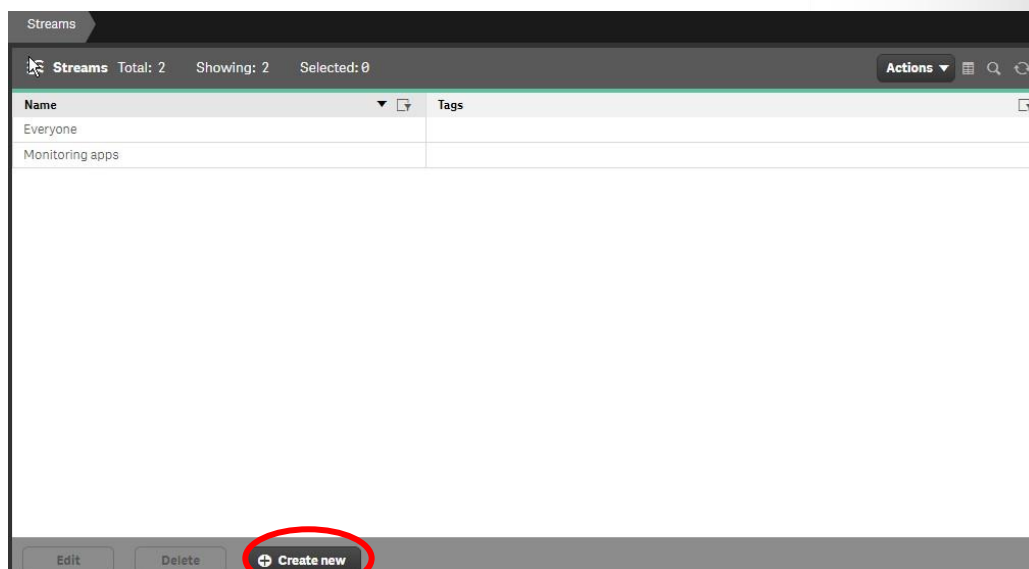 Streams
Streams Total: 2 Showing: 2 Selected: 0 Actions
Name Tags
Everyone
Monitoring apps
Edit Delete Create new